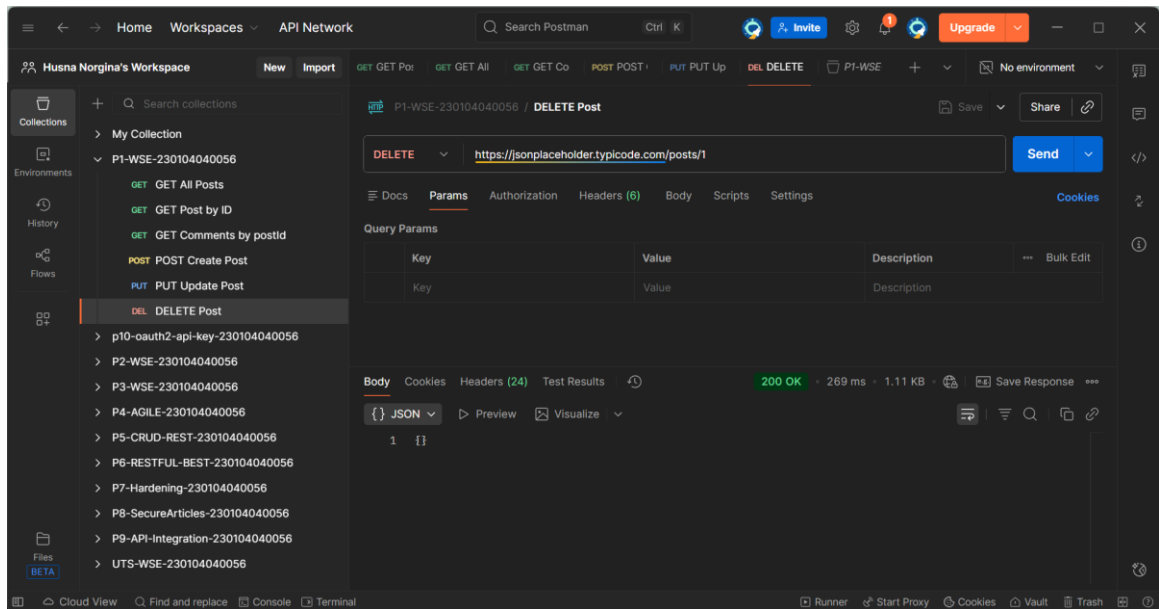 Home Workspaces API Network Search Postman Ctrl K Invite 1 Upgrade
Husna Norgina's Workspace New Import GET GET Po: GET GET All GET GET Co POST POST PUT PUT Up DEL DELETE P1-WSE No environment
Collections
Environments
History
Flows
Files
BETA
Search collections
My Collection
P1-WSE-230104040056
GET GET All Posts
GET GET Post by ID
GET GET Comments by postId
POST POST Create Post
PUT PUT Update Post
DEL DELETE Post
p10-oauth2-api-key-230104040056
P2-WSE-230104040056
P3-WSE-230104040056
P4-AGILE-230104040056
P5-CRUD-REST-230104040056
P6-RESTFUL-BEST-230104040056
P7-Hardening-230104040056
P8-SecureArticles-230104040056
P9-API-Integration-230104040056
UTS-WSE-230104040056
HTTP P1-WSE-230104040056 / DELETE Post Save Share
DELETE https://jsonplaceholder.typicode.com/posts/1 Send
Docs Params Authorization Headers (6) Body Scripts Settings Cookies
Query Params
Key Value Description Bulk Edit
Key Value Description
Body Cookies Headers (24) Test Results 200 OK 269 ms 1.11 KB e.g. Save Response
{} JSON Preview Visualize
1 {}
Cloud View Find and replace Console Terminal Runner Start Proxy Cookies Vault Trash